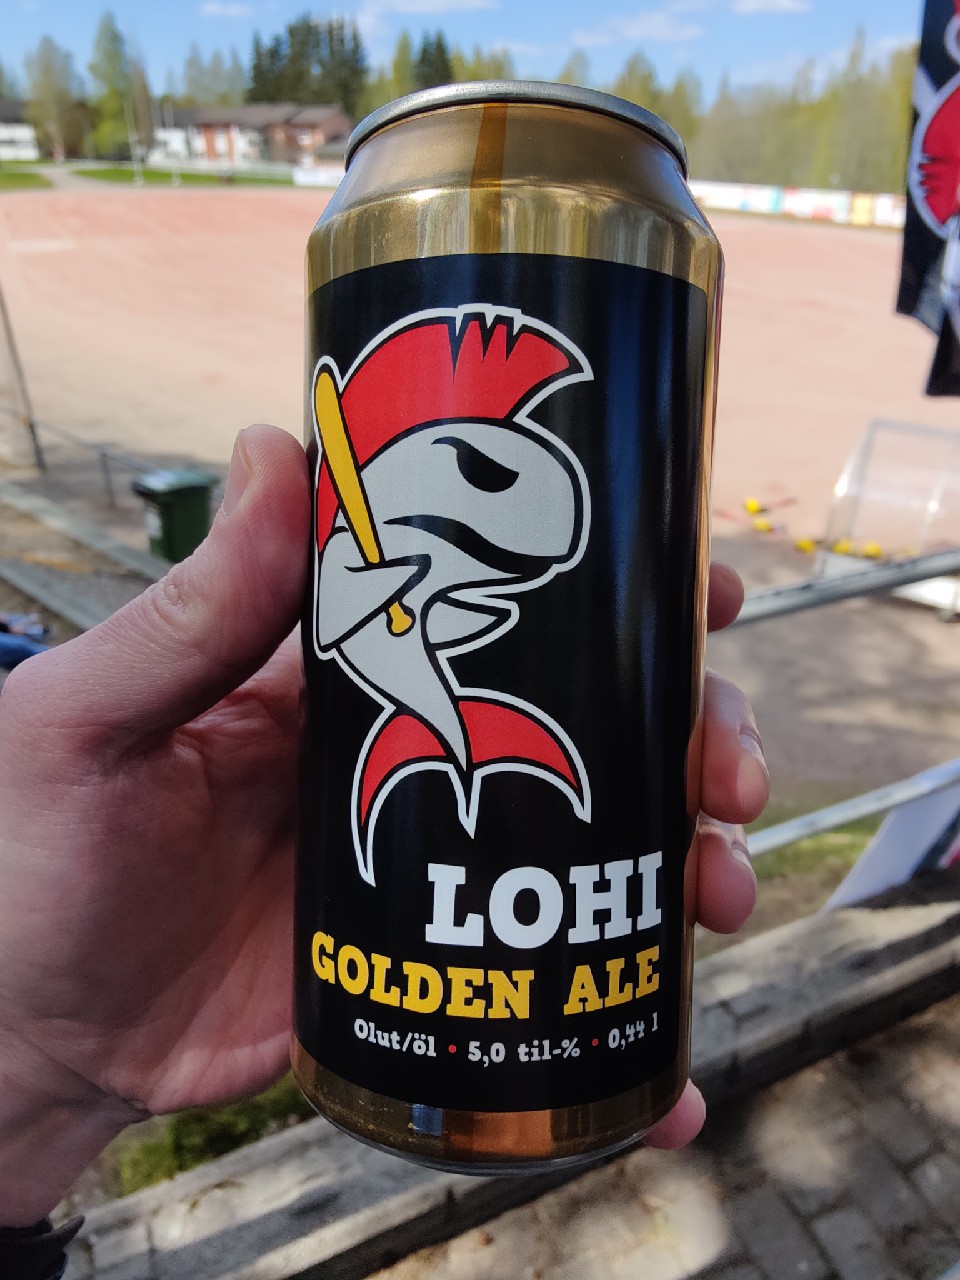 LOHI
GOLDEN ALE
Olut/öl • 5,0 til-% • 0,44 l